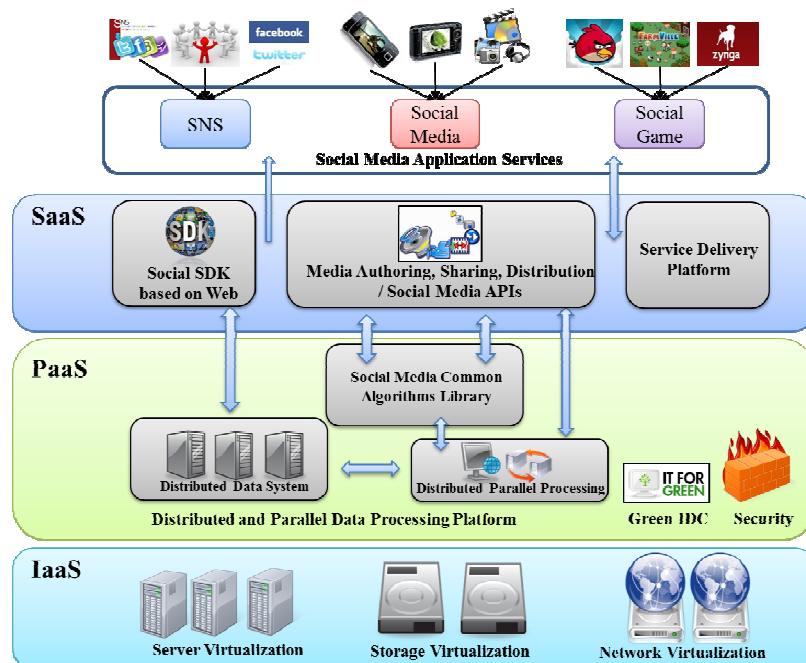 SNS
facebook
twitter
FARMVILLE
zynga
SNS
Social
Media
Social
Game
Social Media Application Services
SaaS
SDK
Social SDK
based on Web
Media Authoring, Sharing, Distribution
/ Social Media APIs
Service Delivery
Platform
PaaS
Social Media Common
Algorithms Library
Distributed Data System
Distributed Parallel Processing
IT FOR
GREEN
Distributed and Parallel Data Processing Platform
Green IDC
Security
IaaS
Server Virtualization
Storage Virtualization
Network Virtualization